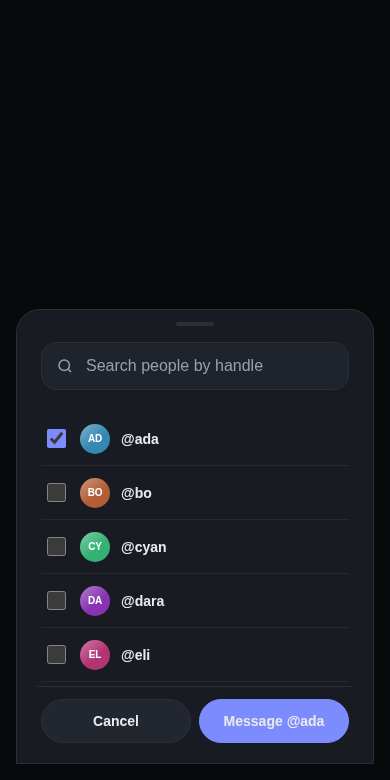 Search people by handle
AD @ada
BO @bo
CY @cyan
DA @dara
EL @eli
Cancel Message @ada